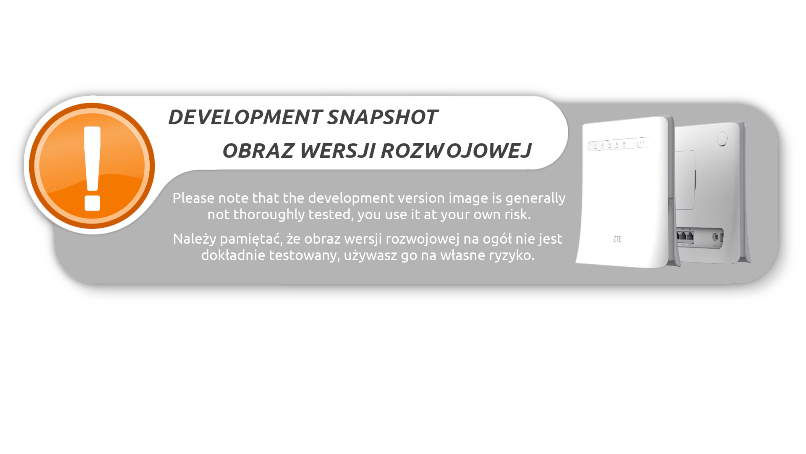 DEVELOPMENT SNAPSHOT
OBRAZ WERSJI ROZWOJOWEJ
Please note that the development version image is generally
not thoroughly tested, you use it at your own risk.
Należy pamiętać, że obraz wersji rozwojowej na ogół nie jest
dokładnie testowany, używasz go na własne ryzyko.
ZTE